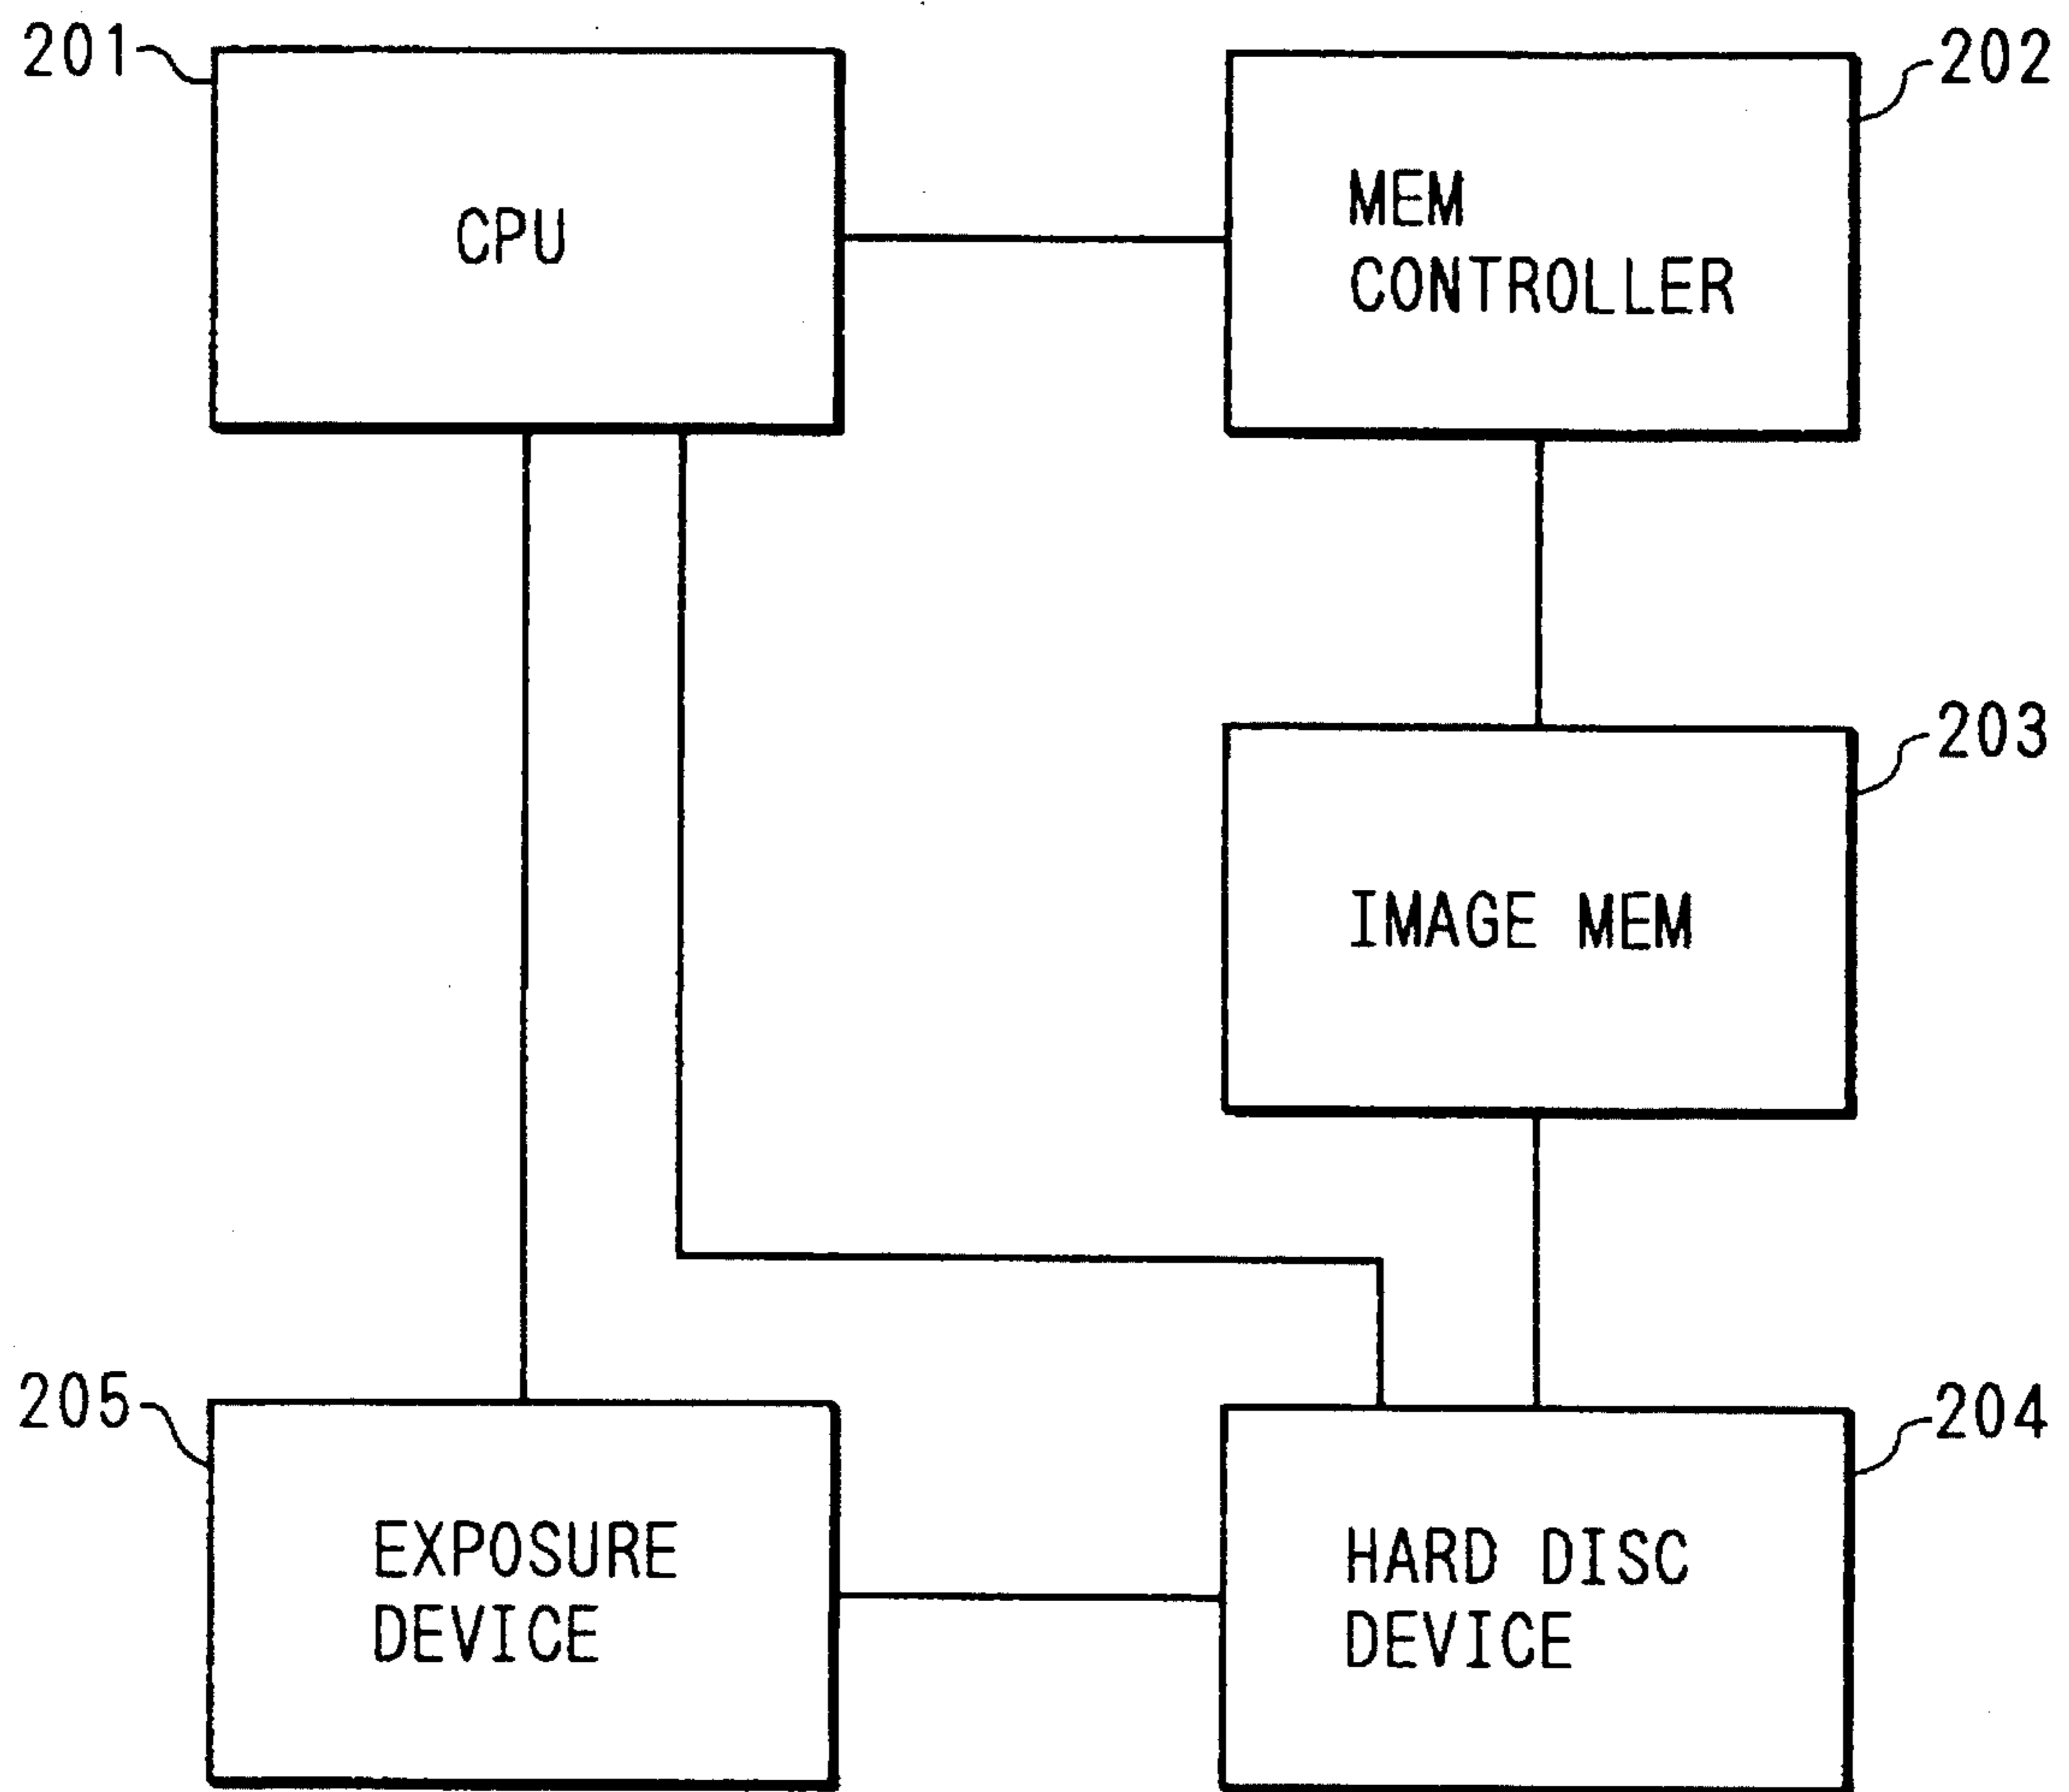 201
CPU
202
MEM
CONTROLLER
203
IMAGE MEM
205
EXPOSURE
DEVICE
204
HARD DISC
DEVICE